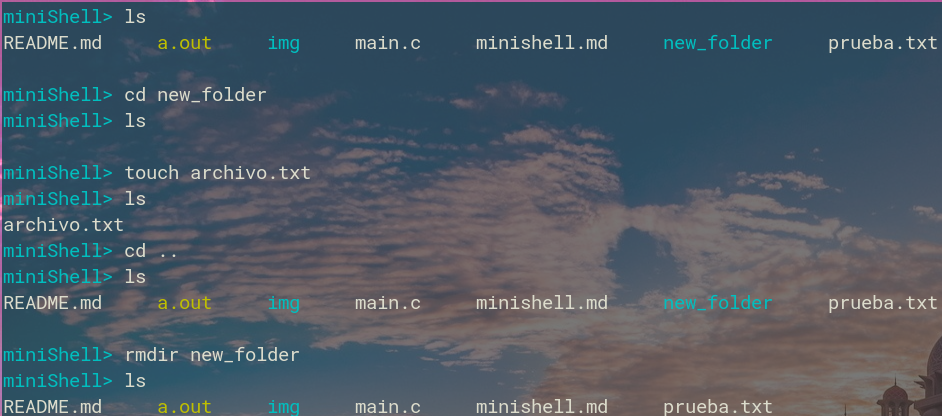 miniShell> ls
README.md a.out img main.c minishell.md new_folder prueba.txt
miniShell> cd new_folder
miniShell> ls
miniShell> touch archivo.txt
miniShell> ls
archivo.txt
miniShell> cd ..
miniShell> ls
README.md a.out img main.c minishell.md new_folder prueba.txt
miniShell> rmdir new_folder
miniShell> ls
README.md a.out img main.c minishell.md prueba.txt